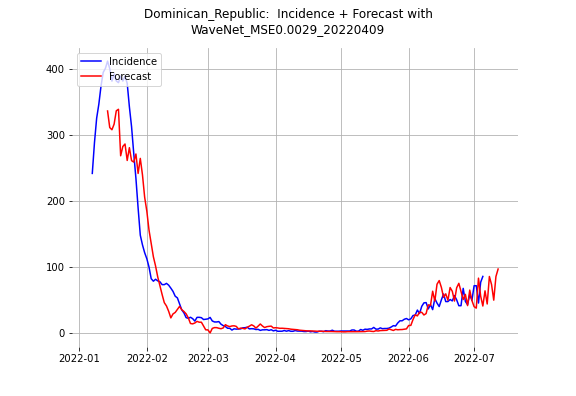 Dominican_Republic:  Incidence + Forecast with
WaveNet_MSE0.0029_20220409
Incidence
Forecast
400
300
200
100
0
2022-01 2022-02 2022-03 2022-04 2022-05 2022-06 2022-07